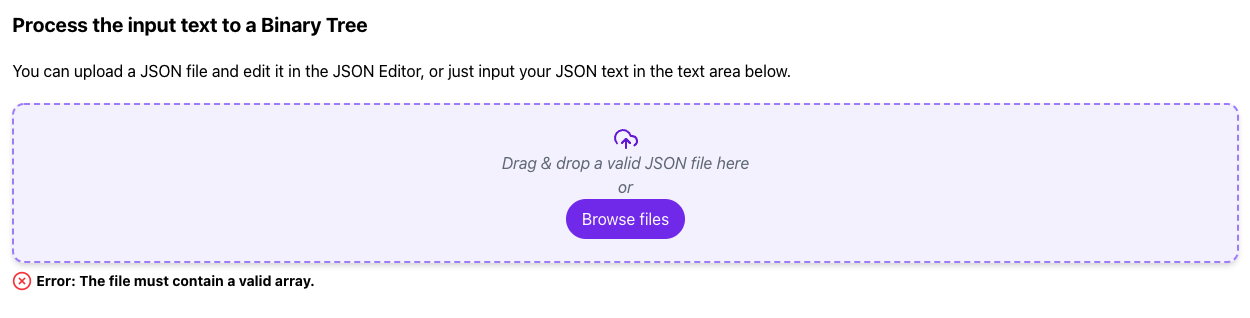 Process the input text to a Binary Tree
You can upload a JSON file and edit it in the JSON Editor, or just input your JSON text in the text area below.
Drag & drop a valid JSON file here
or
Browse files
Error: The file must contain a valid array.